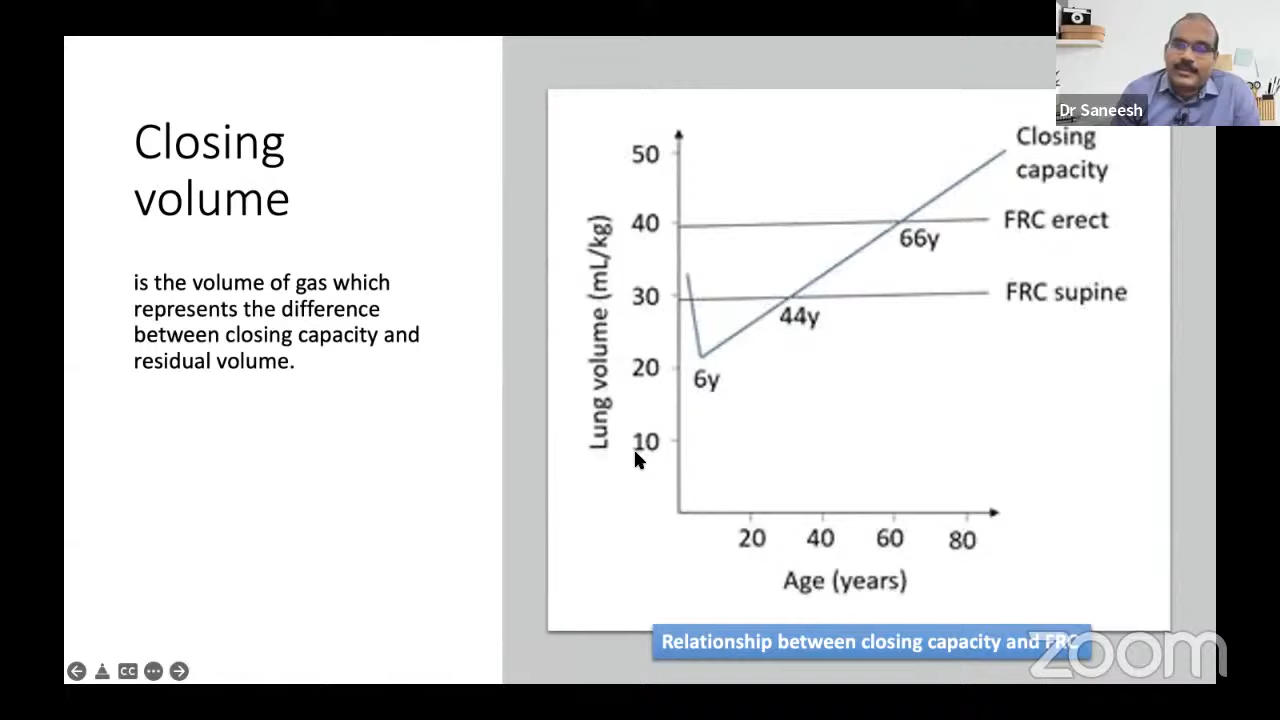 Dr Saneesh
Closing
volume
is the volume of gas which
represents the difference
between closing capacity and
residual volume.
50
40
30
20
10
Lung volume (mL/kg)
Closing
capacity
FRC erect
66y
FRC supine
44y
6y
20 40 60 80
Age (years)
Relationship between closing capacity and FRC
zoom
CC